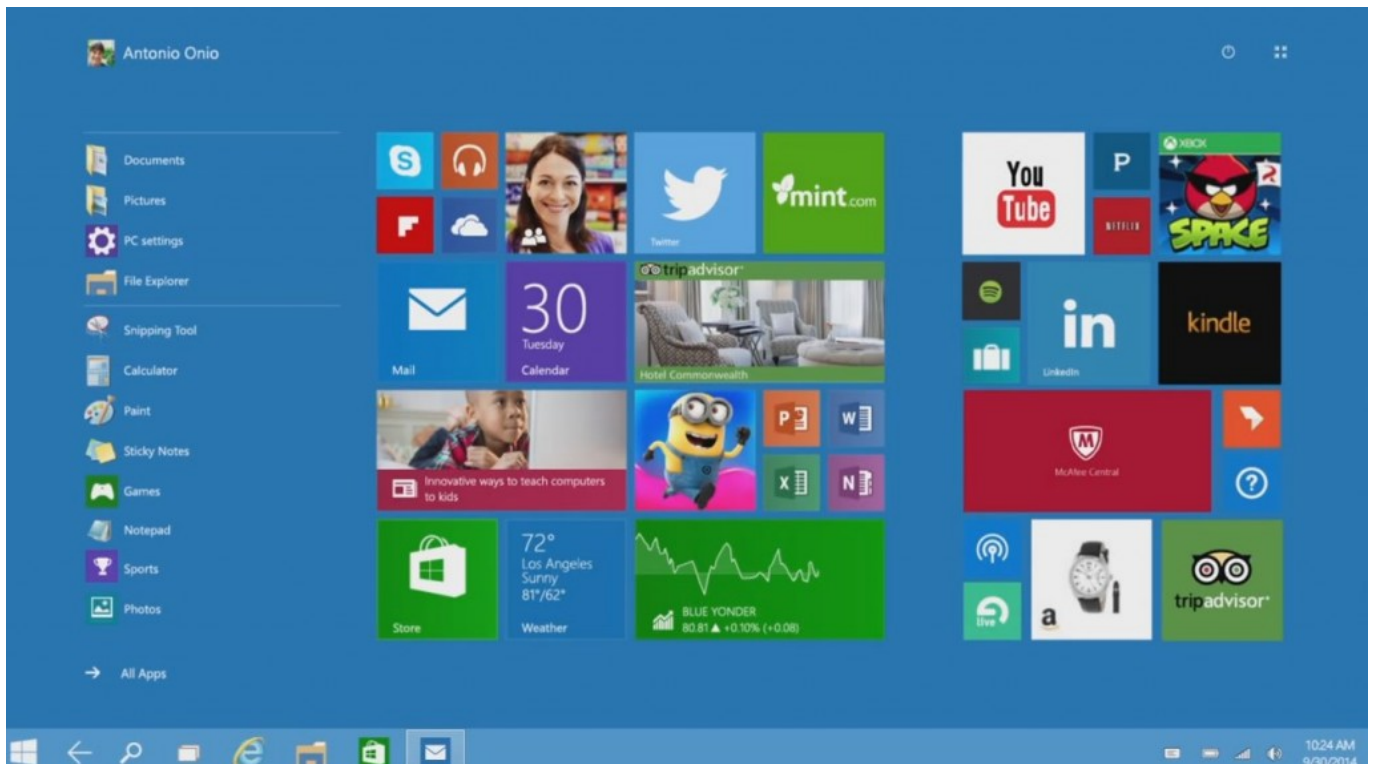 Antonio Onio
Documents
Pictures
PC settings
File Explorer
Snipping Tool
Calculator
Paint
Sticky Notes
Games
Notepad
Sports
Photos
All Apps
S
Twitter
mint.com
Mail
30
Tuesday
Calendar
tripadvisor
Hotel Commonwealth
Innovative ways to teach computers
to kids
P
W
X
N
Store
72°
Los Angeles
Sunny
81°/62°
Weather
BLUE YONDER
80.81 ▲ +0.10% (+0.08)
You
Tube
P
NETFLIX
XBOX
SPACE
in
LinkedIn
kindle
M
McAfee Central
?
live
a
tripadvisor
10:24 AM
9/30/2014